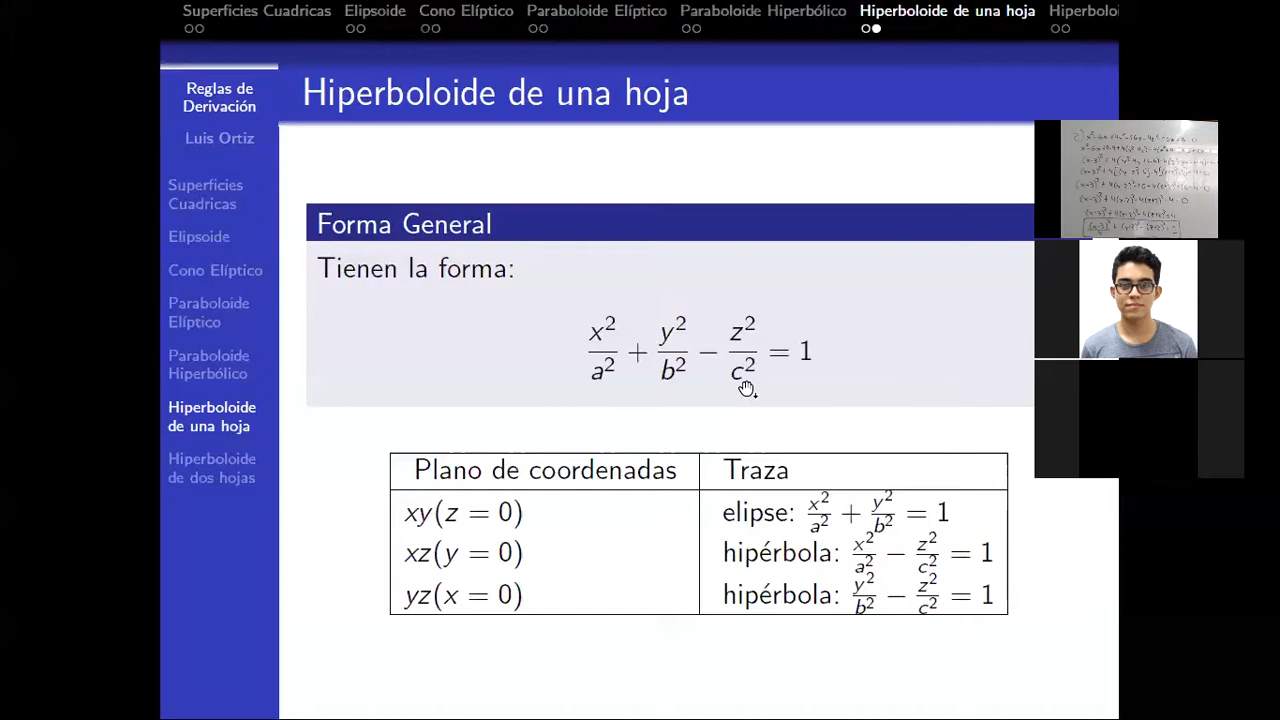 Superficies Cuadricas Elipsoide Cono Elíptico Paraboloide Elíptico Paraboloide Hiperbólico Hiperboloide de una hoja Hiperboloi
Reglas de
Derivación
Luis Ortiz
Superficies
Cuadricas
Elipsoide
Cono Elíptico
Paraboloide
Elíptico
Paraboloide
Hiperbólico
Hiperboloide
de una hoja
Hiperboloide
de dos hojas
Hiperboloide de una hoja
Forma General
Tienen la forma:
x²/a² + y²/b² − z²/c² = 1
Plano de coordenadas Traza
xy(z = 0) elipse: x²/a² + y²/b² = 1
xz(y = 0) hipérbola: x²/a² − z²/c² = 1
yz(x = 0) hipérbola: y²/b² − z²/c² = 1